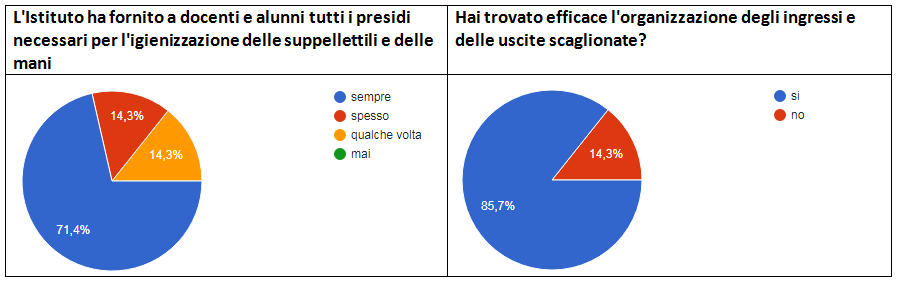 L'Istituto ha fornito a docenti e alunni tutti i presidi
necessari per l'igienizzazione delle suppellettili e delle
mani
sempre
spesso
qualche volta
mai
14,3%
14,3%
71,4%
Hai trovato efficace l'organizzazione degli ingressi e
delle uscite scaglionate?
si
no
14,3%
85,7%